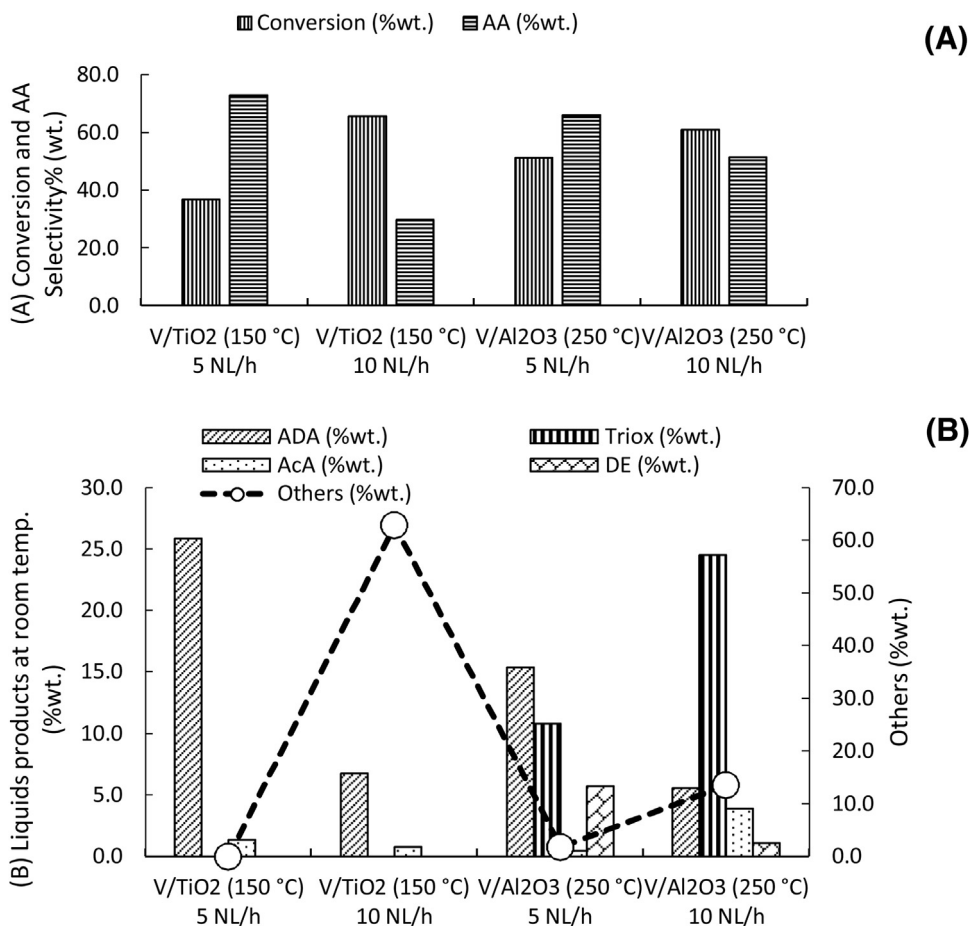 Conversion (%wt.) AA (%wt.)
(A)
(A) Conversion and AA
Selectivity% (wt.)
80.0
60.0
40.0
20.0
0.0
V/TiO2 (150 °C) V/TiO2 (150 °C) V/Al2O3 (250 °C) V/Al2O3 (250 °C)
5 NL/h 10 NL/h 5 NL/h 10 NL/h
(B)
ADA (%wt.) Triox (%wt.)
AcA (%wt.) DE (%wt.)
Others (%wt.)
(B) Liquids products at room temp.
(%wt.)
30.0
25.0
20.0
15.0
10.0
5.0
0.0
70.0
60.0
50.0
40.0
30.0
20.0
10.0
0.0
Others (%wt.)
V/TiO2 (150 °C) V/TiO2 (150 °C) V/Al2O3 (250 °C) V/Al2O3 (250 °C)
5 NL/h 10 NL/h 5 NL/h 10 NL/h